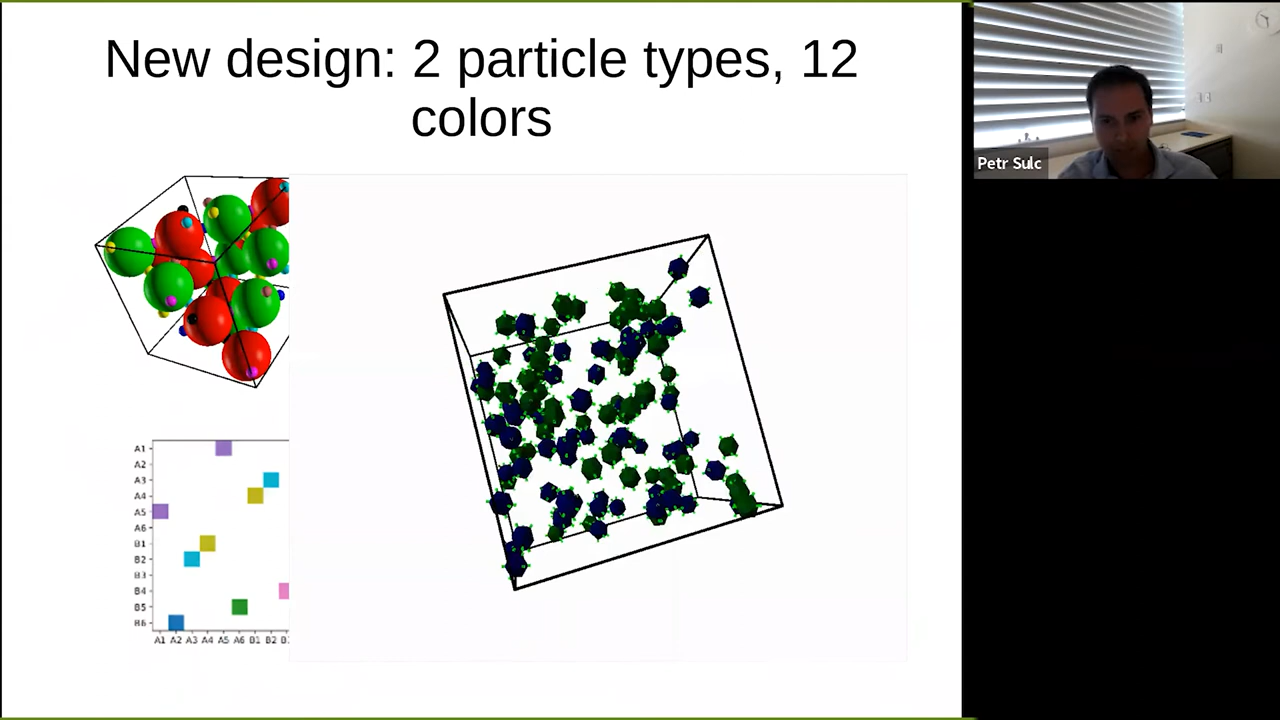 New design: 2 particle types, 12
colors
Petr Sulc
A1
A2
A3
A4
A5
A6
B1
B2
B3
B4
B5
B6
A1 A2 A3 A4 A5 A6 B1 B2